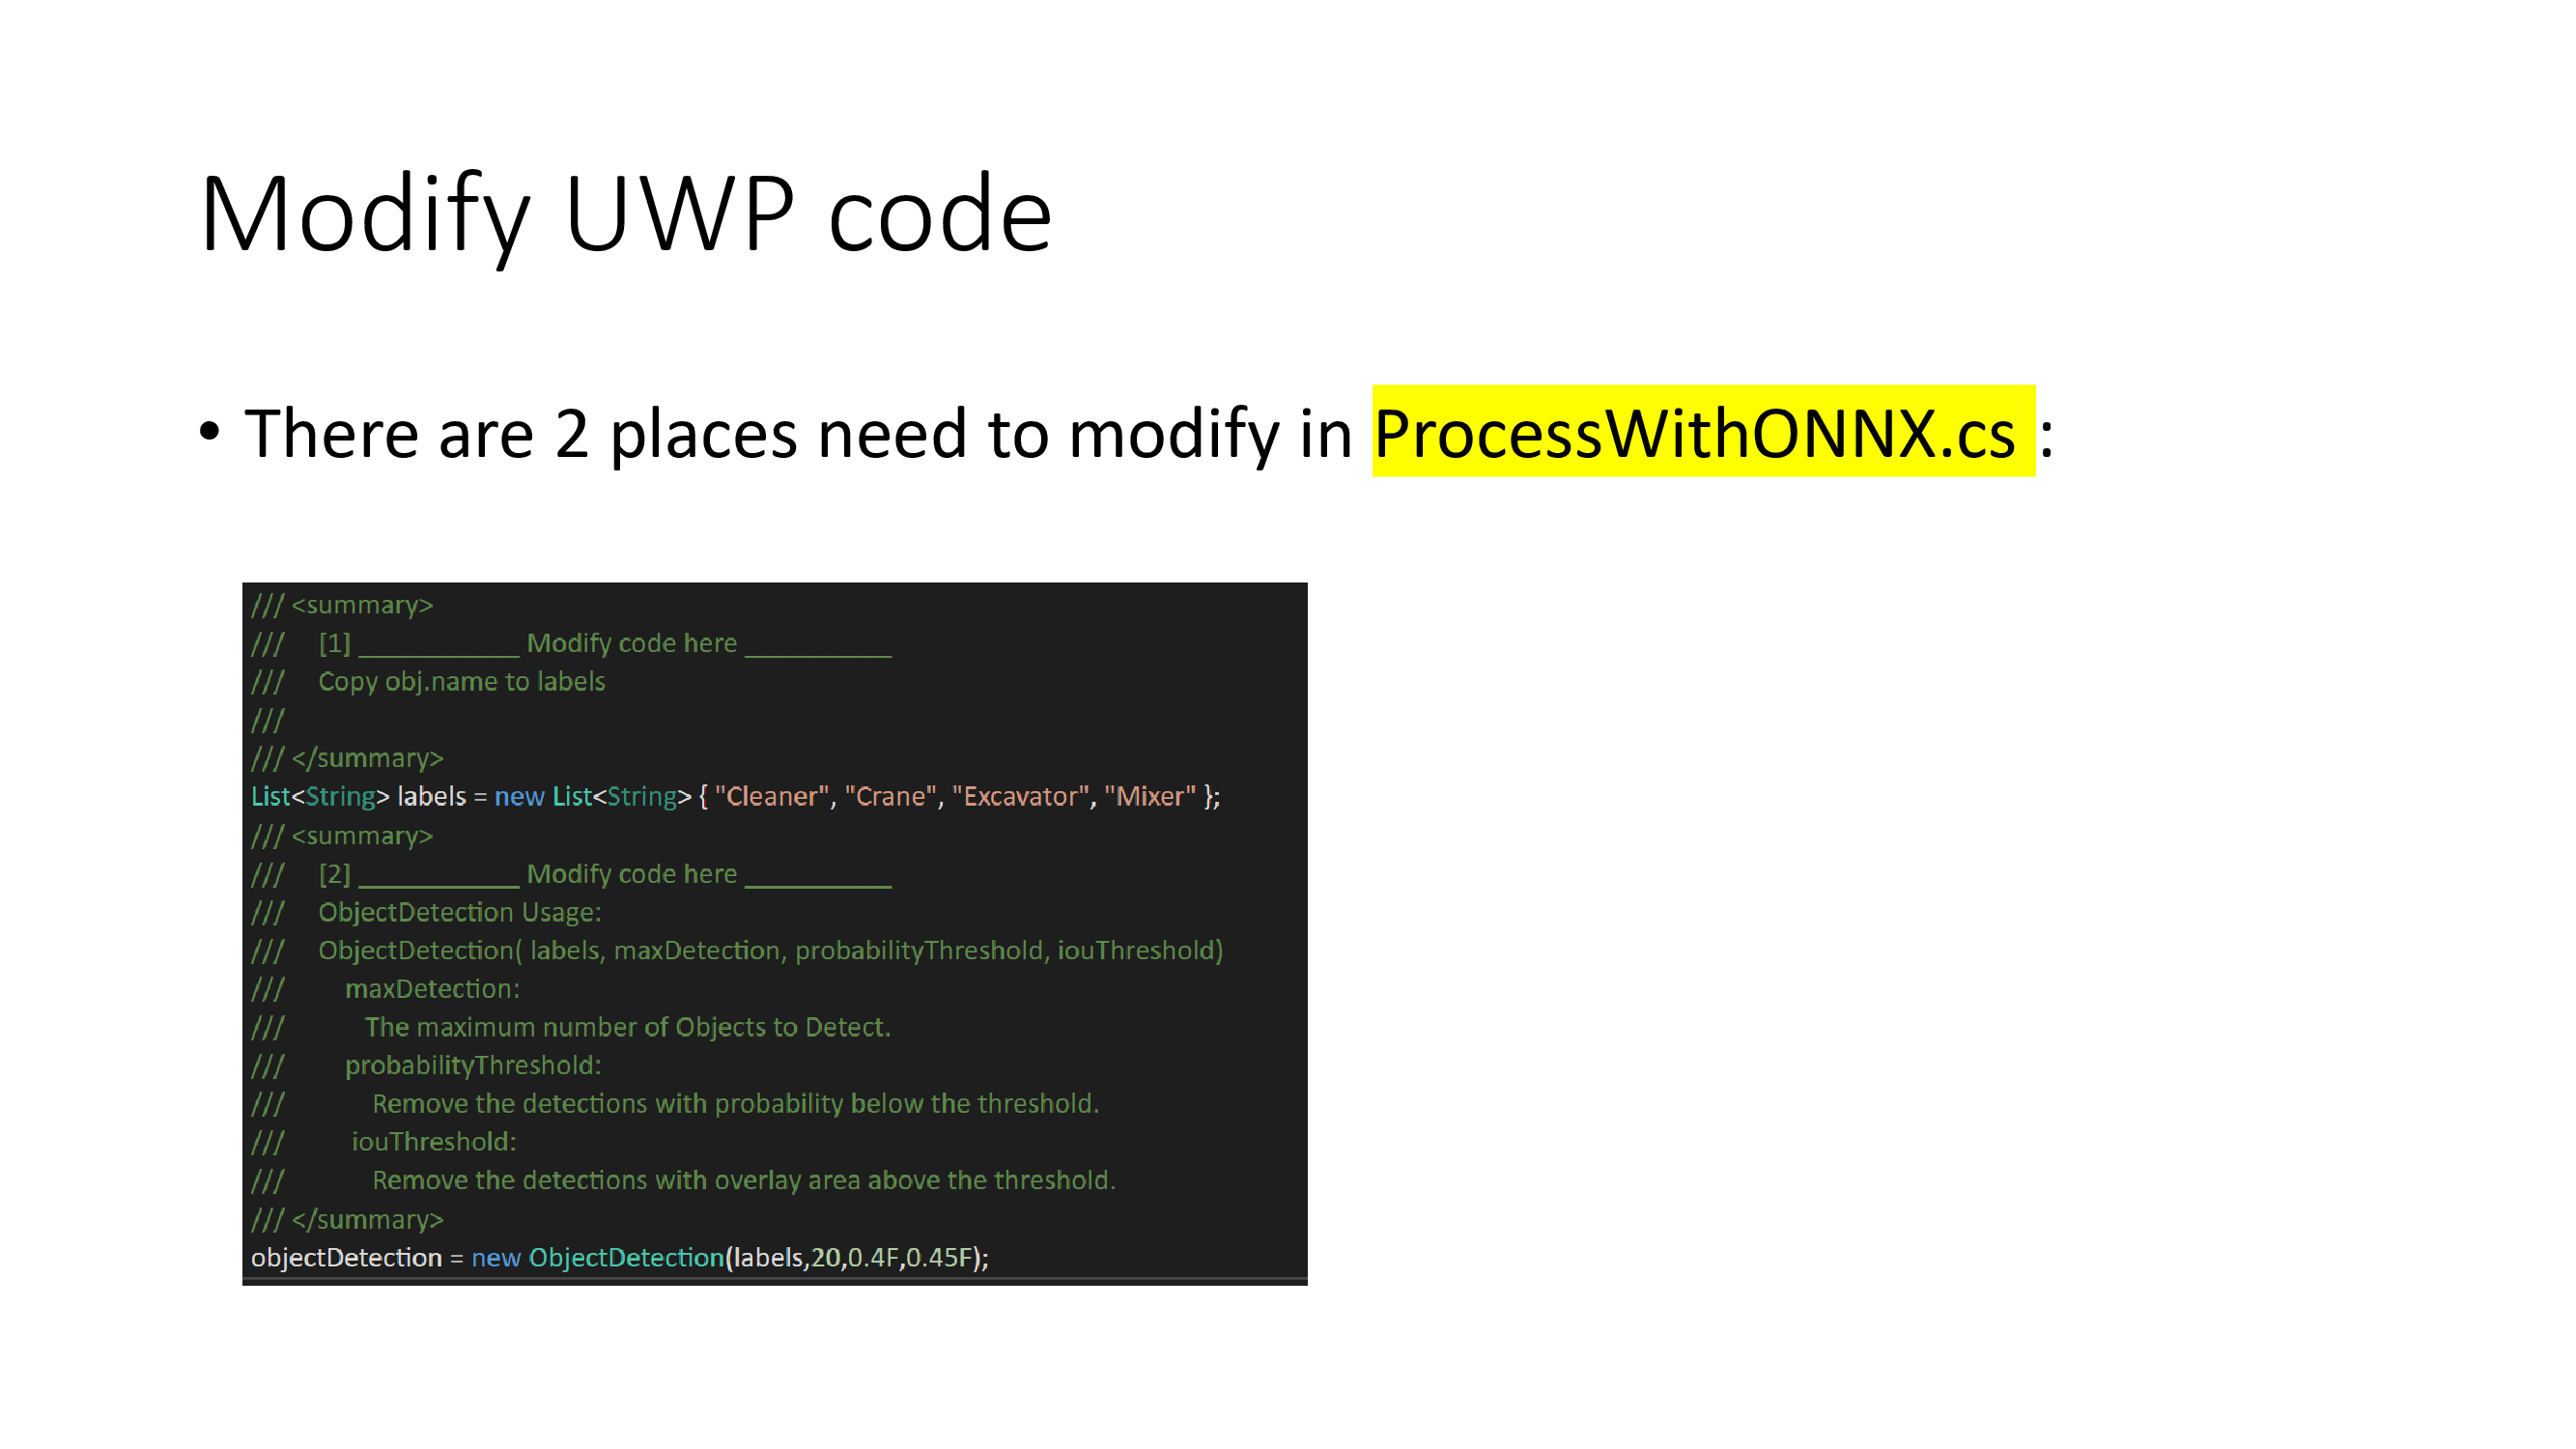 Modify UWP code
• There are 2 places need to modify in ProcessWithONNX.cs :
/// <summary>
/// [1] ___________ Modify code here __________
/// Copy obj.name to labels
///
/// </summary>
List<String> labels = new List<String> { "Cleaner", "Crane", "Excavator", "Mixer" };
/// <summary>
/// [2] ___________ Modify code here __________
/// ObjectDetection Usage:
/// ObjectDetection( labels, maxDetection, probabilityThreshold, iouThreshold)
/// maxDetection:
/// The maximum number of Objects to Detect.
/// probabilityThreshold:
/// Remove the detections with probability below the threshold.
/// iouThreshold:
/// Remove the detections with overlay area above the threshold.
/// </summary>
objectDetection = new ObjectDetection(labels,20,0.4F,0.45F);